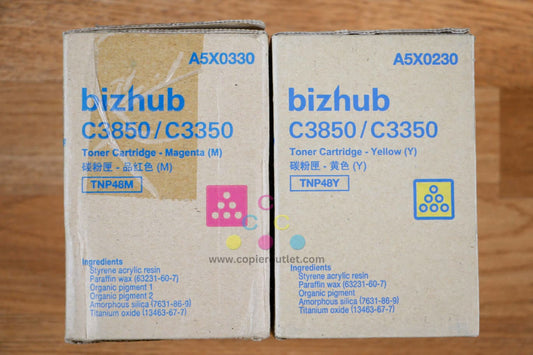 A5X0330
bizhub
C3850/C3350
Toner Cartridge - Magenta (M)
碳粉匣 - 品紅色 (M)
TNP48M
Ingredients
Styrene acrylic resin
Paraffin wax (63231-60-7)
Organic pigment 1
Organic pigment 2
Amorphous silica (7631-86-9)
Titanium oxide (13463-67-7)
A5X0230
bizhub
C3850/C3350
Toner Cartridge - Yellow (Y)
碳粉匣 - 黄色 (Y)
TNP48Y
Ingredients
Styrene acrylic resin
Paraffin wax (63231-60-7)
Organic pigment
Amorphous silica (7631-86-9)
Titanium oxide (13463-67-7)
C
C C
www.copieroutlet.com